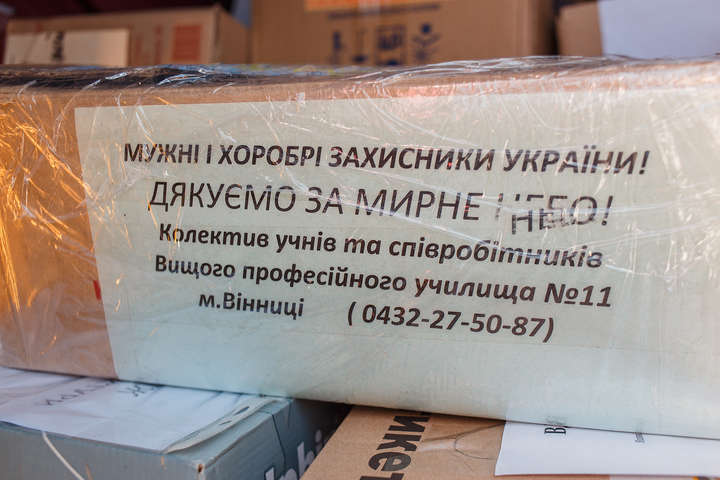 МУЖНІ І ХОРОБРІ ЗАХИСНИКИ УКРАЇНИ!
ДЯКУЄМО ЗА МИРНЕ НЕБО!
Колектив учнів та співробітників
Вищого професійного училища №11
м.Вінниці ( 0432-27-50-87)